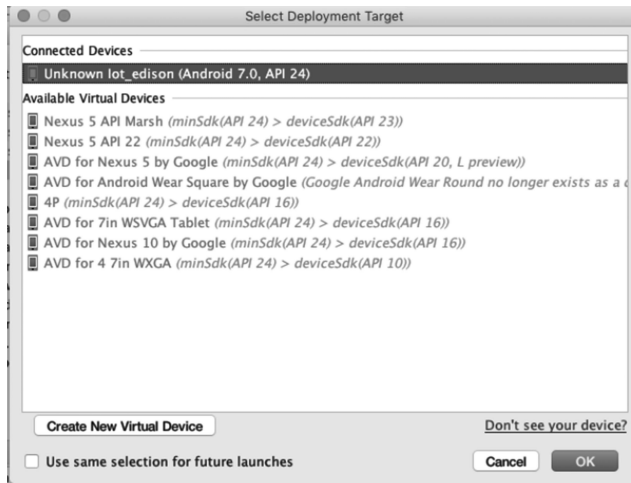 Select Deployment Target
Connected Devices
Unknown Iot_edison (Android 7.0, API 24)
Available Virtual Devices
Nexus 5 API Marsh (minSdk(API 24) > deviceSdk(API 23))
Nexus 5 API 22 (minSdk(API 24) > deviceSdk(API 22))
AVD for Nexus 5 by Google (minSdk(API 24) > deviceSdk(API 20, L preview))
AVD for Android Wear Square by Google (Google Android Wear Round no longer exists as a
4P (minSdk(API 24) > deviceSdk(API 16))
AVD for 7in WSVGA Tablet (minSdk(API 24) > deviceSdk(API 16))
AVD for Nexus 10 by Google (minSdk(API 24) > deviceSdk(API 16))
AVD for 4 7in WXGA (minSdk(API 24) > deviceSdk(API 10))
Create New Virtual Device
Don't see your device?
Use same selection for future launches
Cancel
OK